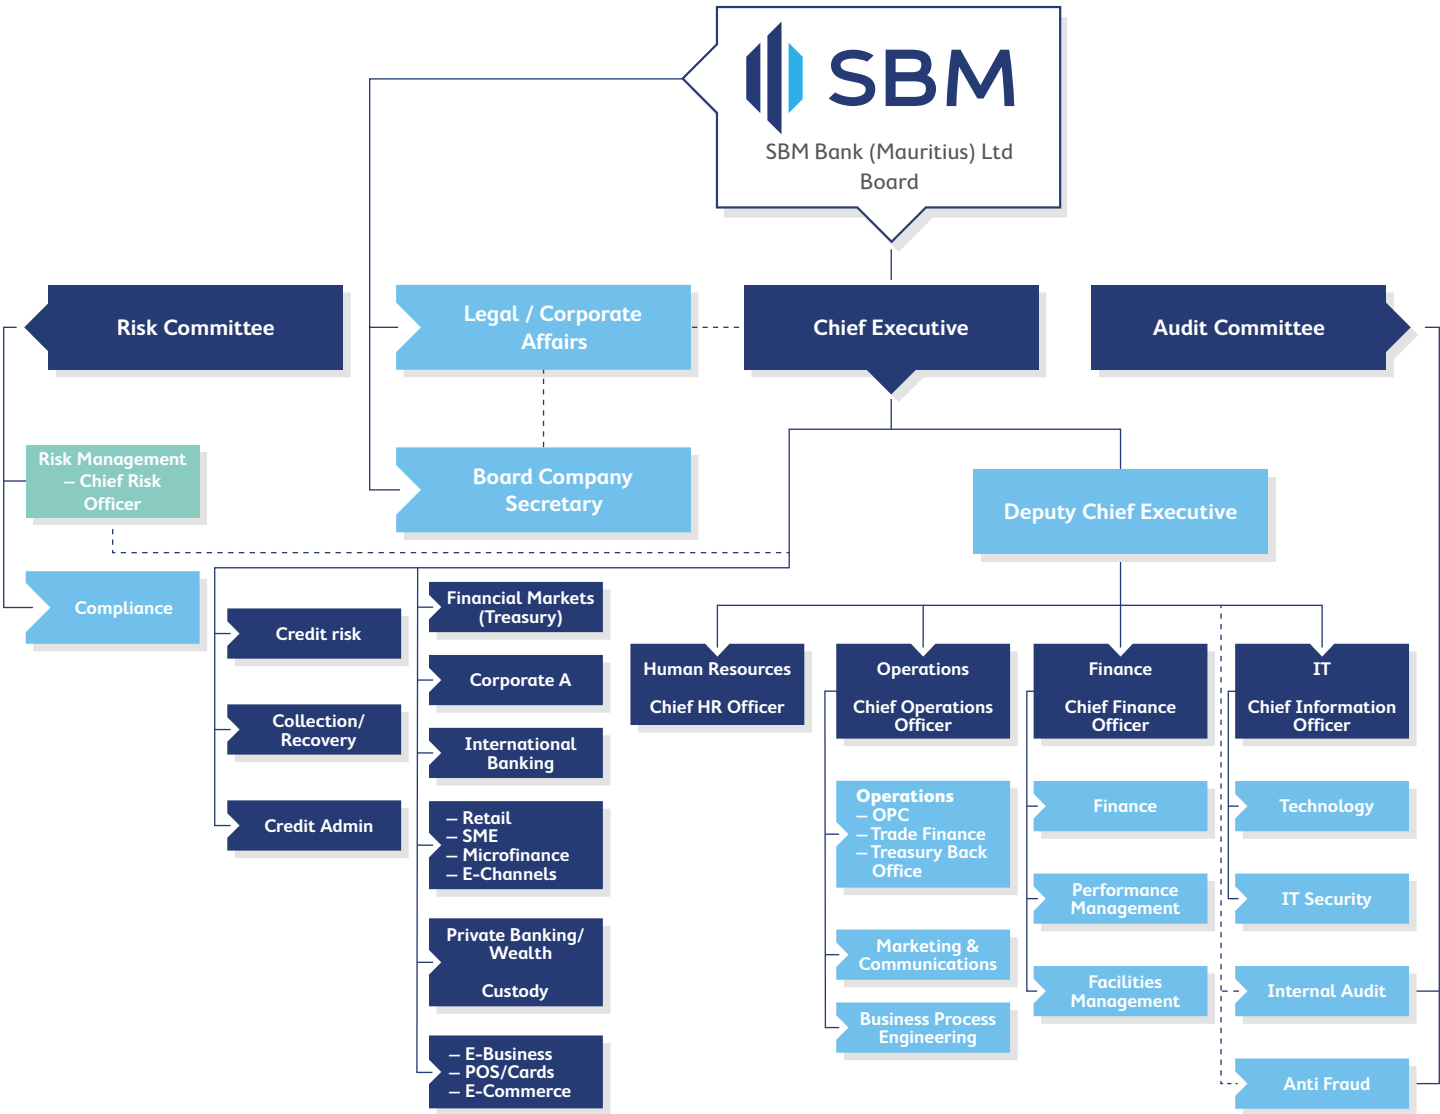 SBM
SBM Bank (Mauritius) Ltd
Board
Risk Committee
Legal / Corporate
Affairs
Chief Executive
Audit Committee
Risk Management
– Chief Risk
Officer
Board Company
Secretary
Deputy Chief Executive
Compliance
Credit risk
Collection/
Recovery
Credit Admin
Financial Markets
(Treasury)
Corporate A
International
Banking
– Retail
– SME
– Microfinance
– E-Channels
Private Banking/
Wealth
Custody
– E-Business
– POS/Cards
– E-Commerce
Human Resources
Chief HR Officer
Operations
Chief Operations
Officer
Operations
– OPC
– Trade Finance
– Treasury Back
Office
Marketing &
Communications
Business Process
Engineering
Finance
Chief Finance
Officer
Finance
Performance
Management
Facilities
Management
IT
Chief Information
Officer
Technology
IT Security
Internal Audit
Anti Fraud